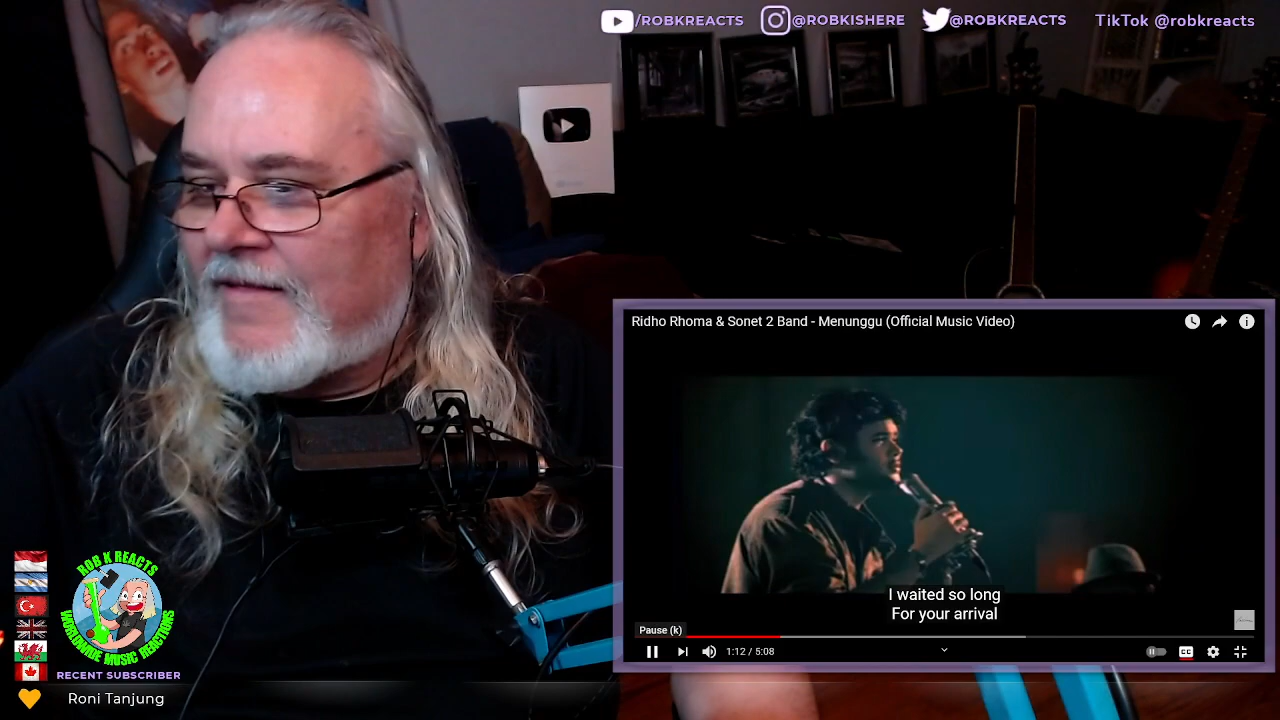 /ROBKREACTS
@ROBKISHERE
@ROBKREACTS
TikTok @robkreacts
Ridho Rhoma & Sonet 2 Band - Menunggu (Official Music Video)
I waited so long
For your arrival
Pause (k)
1:12 / 5:08
CC
ROB K REACTS
WORLDWIDE MUSIC REACTIONS
RECENT SUBSCRIBER
Roni Tanjung